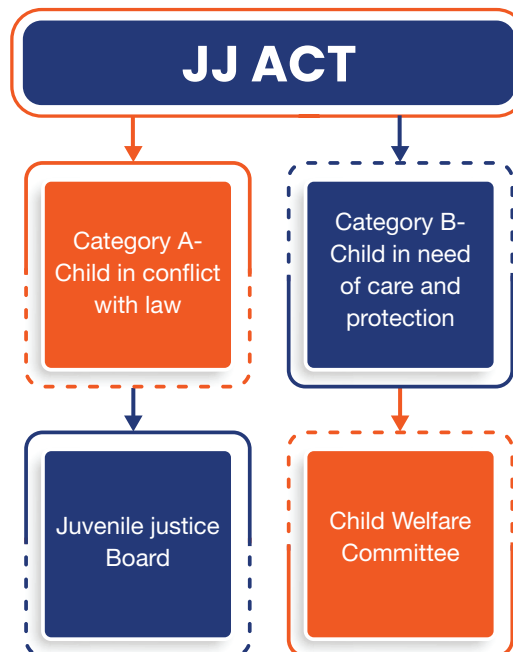 JJ ACT
Category A-
Child in conflict
with law
Category B-
Child in need
of care and
protection
Juvenile justice
Board
Child Welfare
Committee